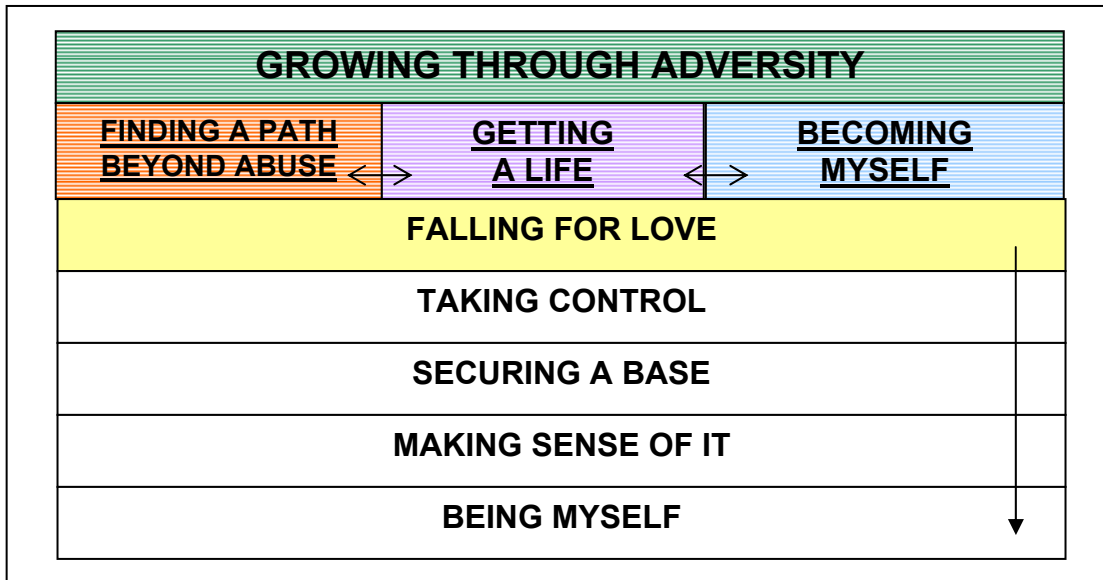 GROWING THROUGH ADVERSITY
FINDING A PATH
BEYOND ABUSE
GETTING
A LIFE
BECOMING
MYSELF
FALLING FOR LOVE
TAKING CONTROL
SECURING A BASE
MAKING SENSE OF IT
BEING MYSELF